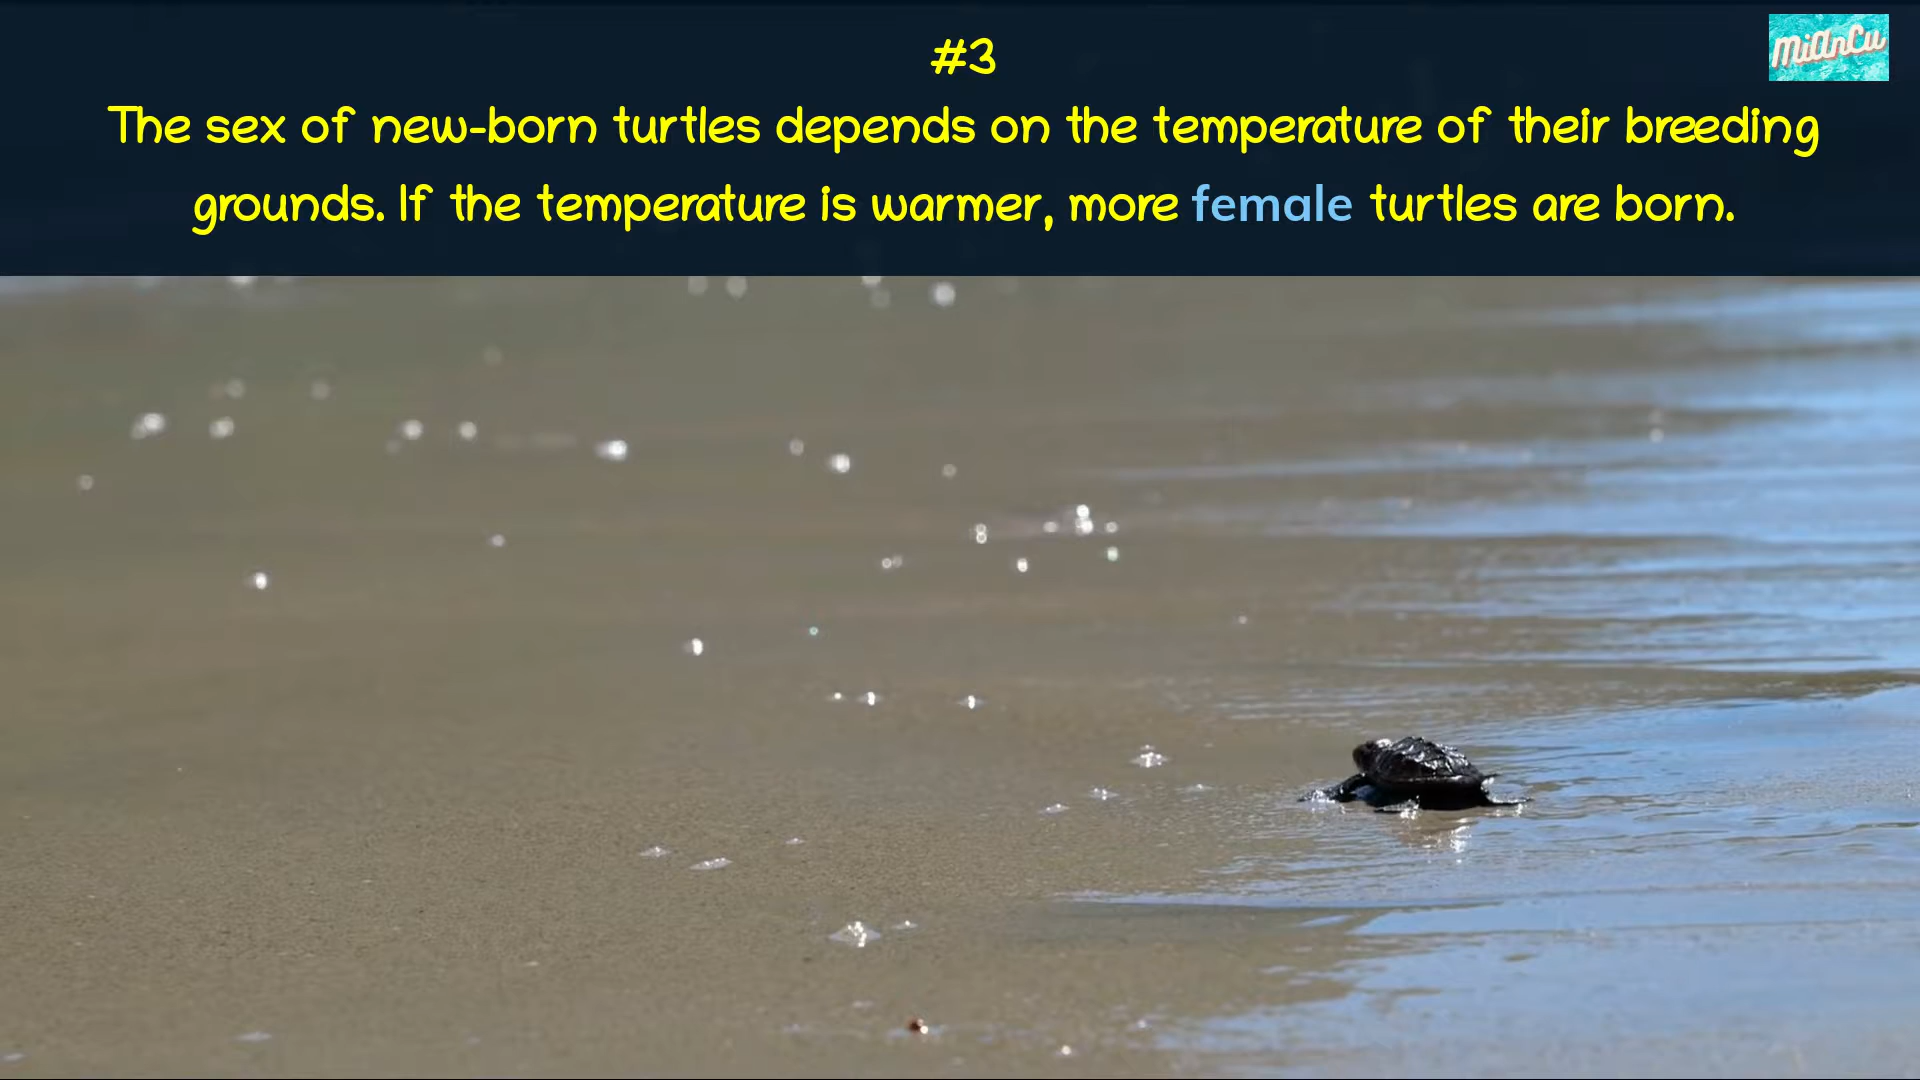 #3
MiAnCu
The sex of new-born turtles depends on the temperature of their breeding
grounds. If the temperature is warmer, more female turtles are born.